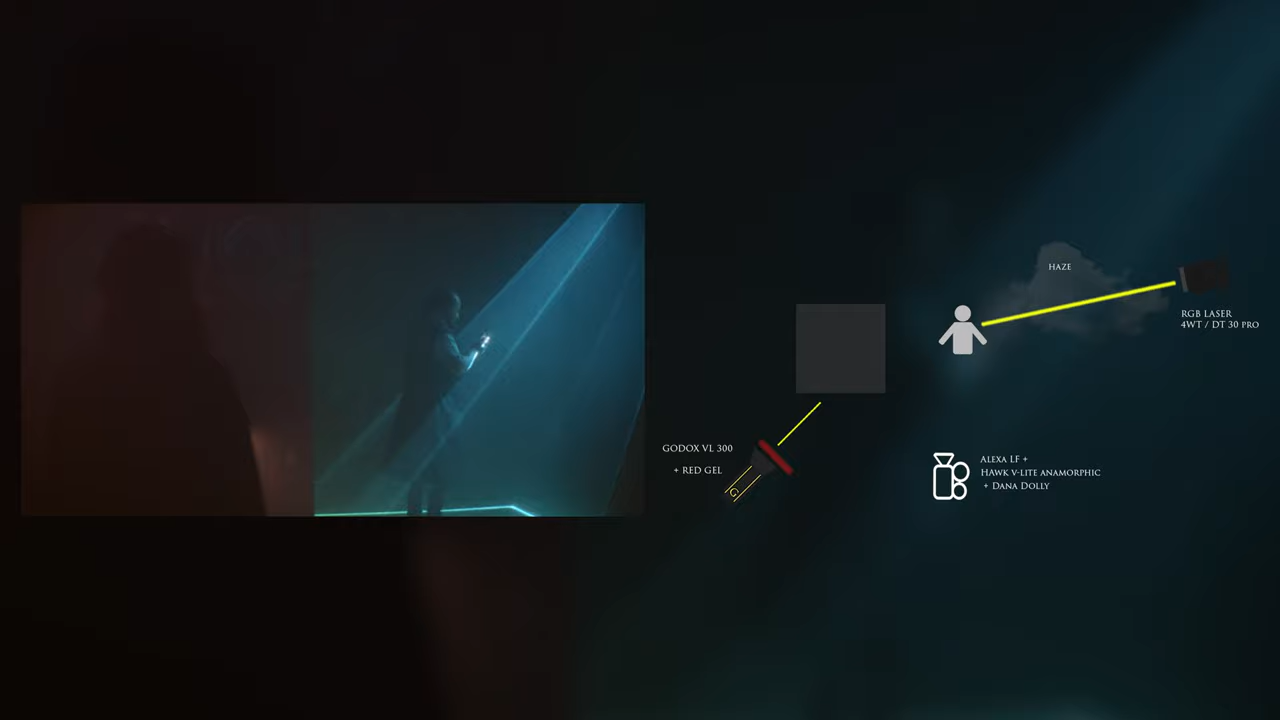 HAZE
RGB LASER
4WT / DT 30 PRO
GODOX VL 300
+ RED GEL
G
ALEXA LF +
HAWK V-LITE ANAMORPHIC
+ DANA DOLLY